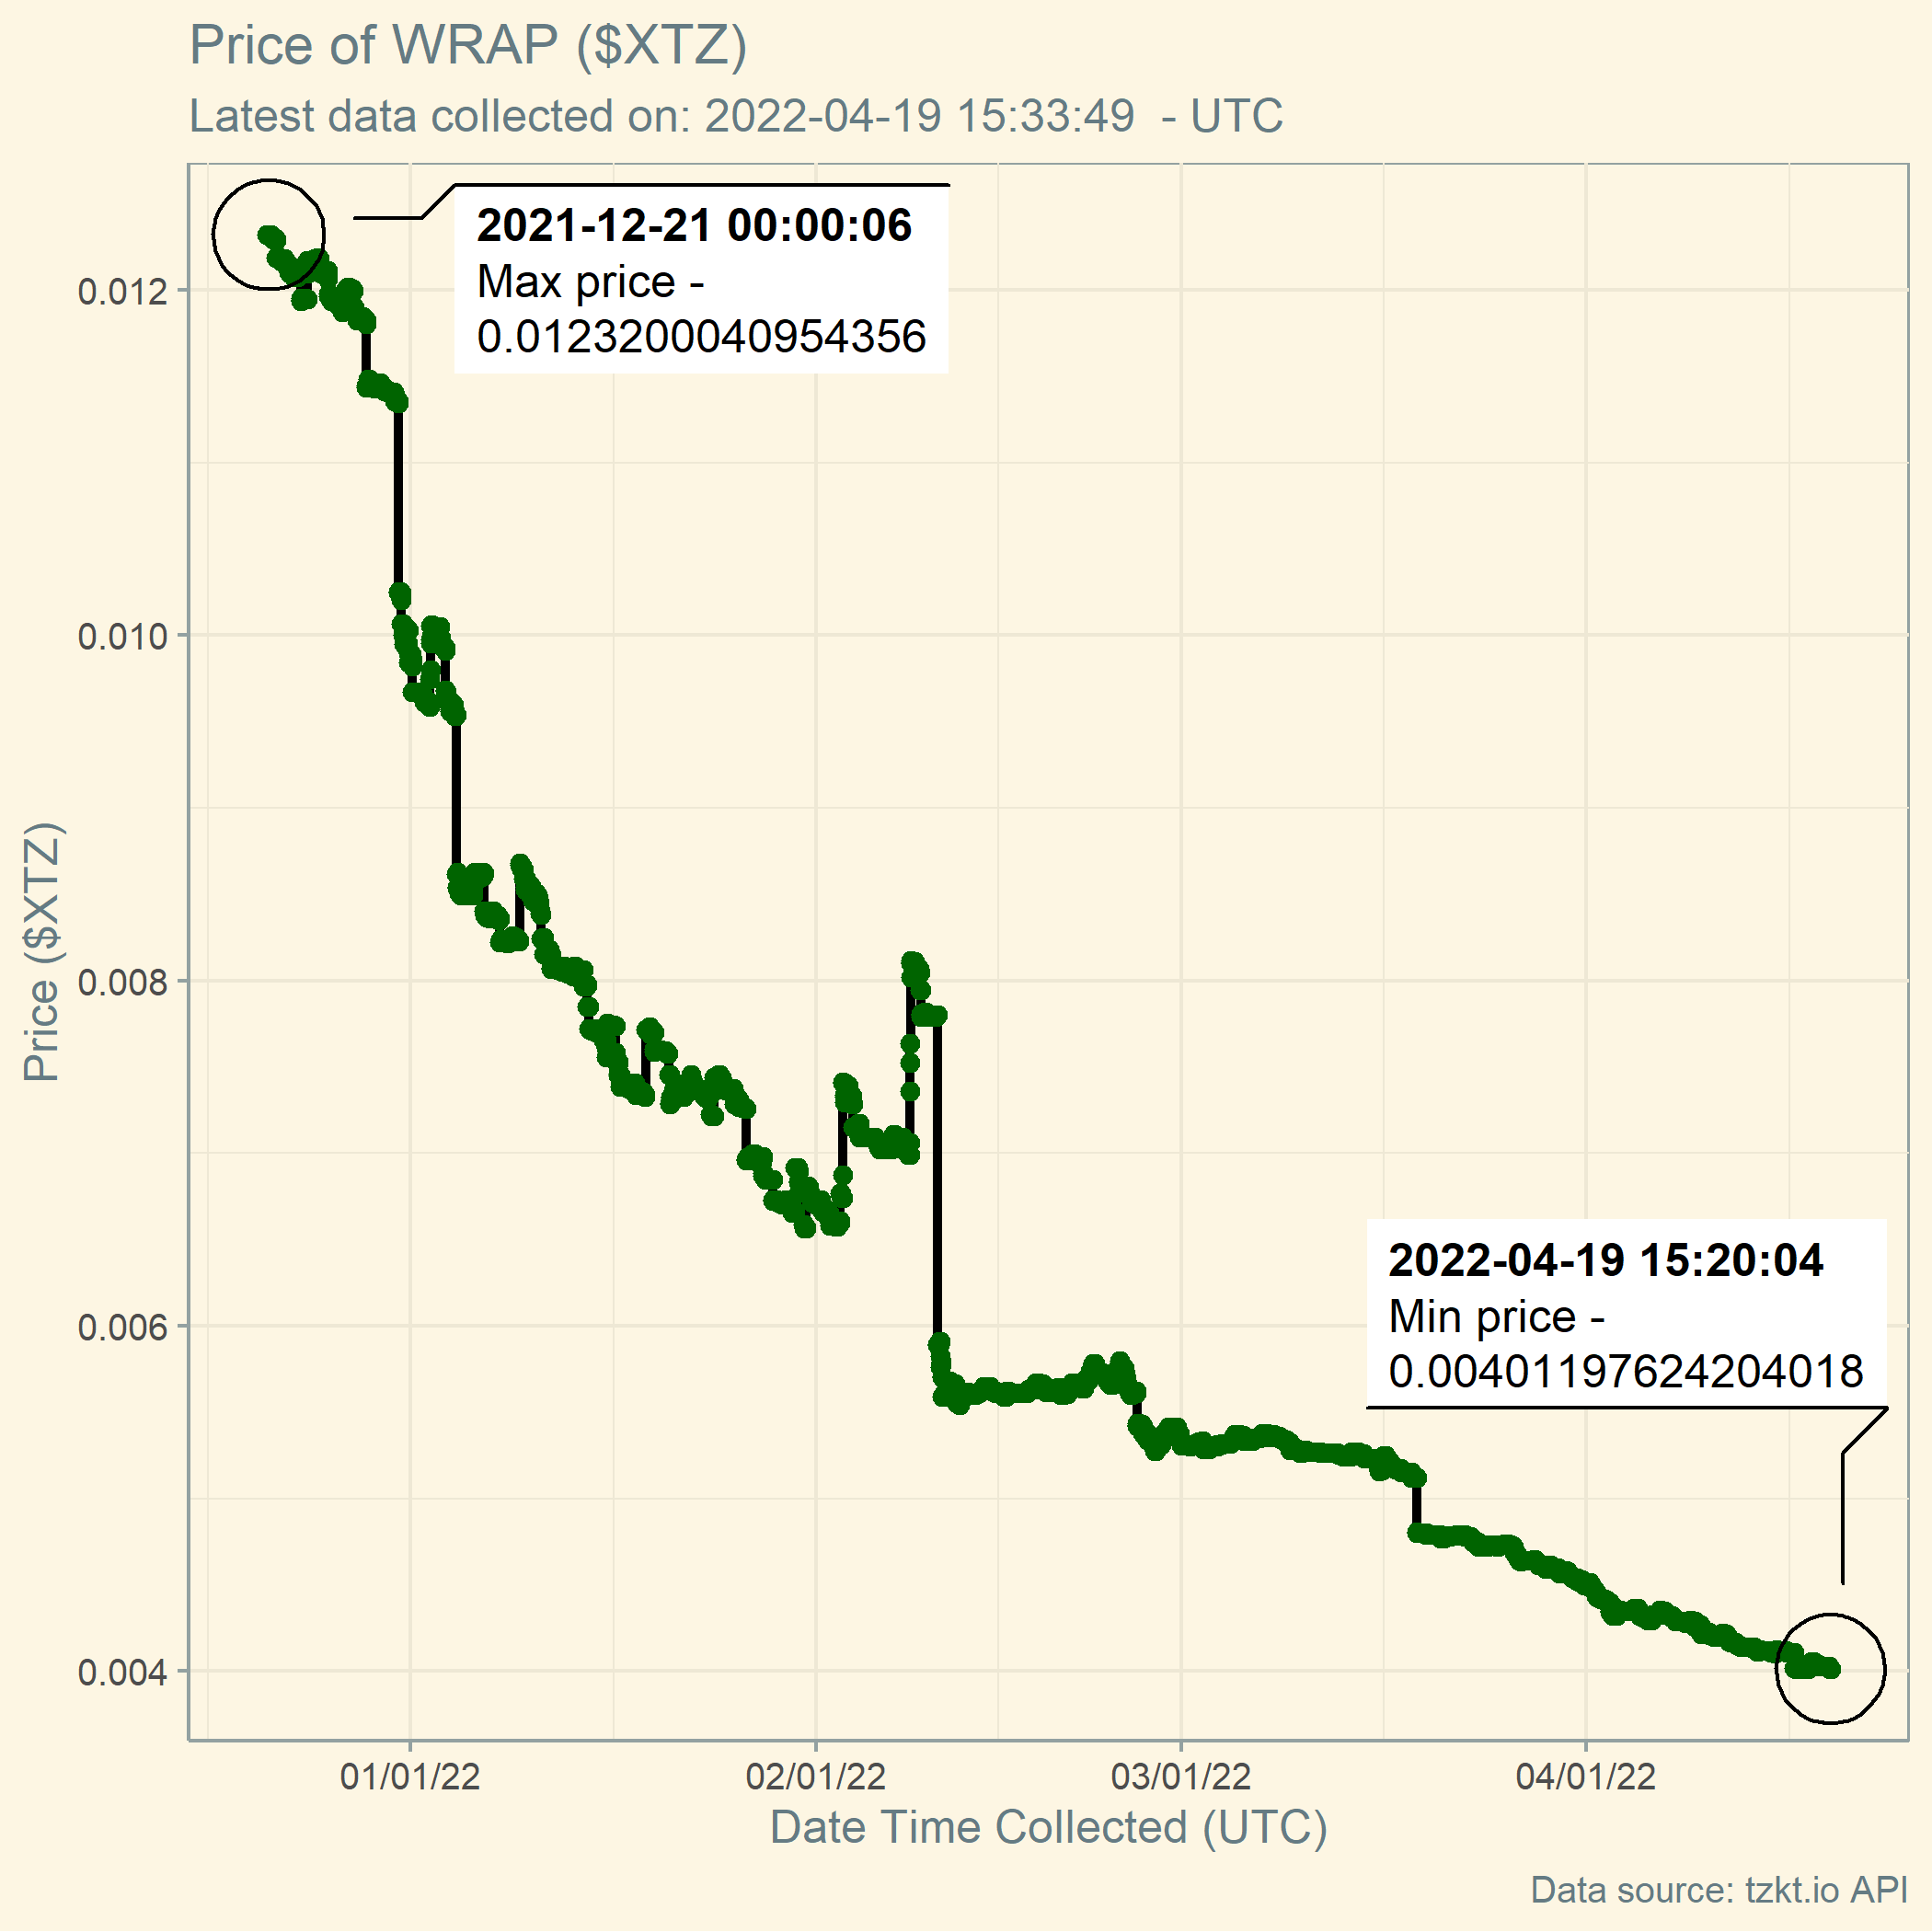 Price of WRAP ($XTZ)
Latest data collected on: 2022-04-19 15:33:49 - UTC
2021-12-21 00:00:06
Max price -
0.0123200040954356
0.012
0.010
0.008
0.006
0.004
Price ($XTZ)
2022-04-19 15:20:04
Min price -
0.00401197624204018
01/01/22
02/01/22
03/01/22
04/01/22
Date Time Collected (UTC)
Data source: tzkt.io API